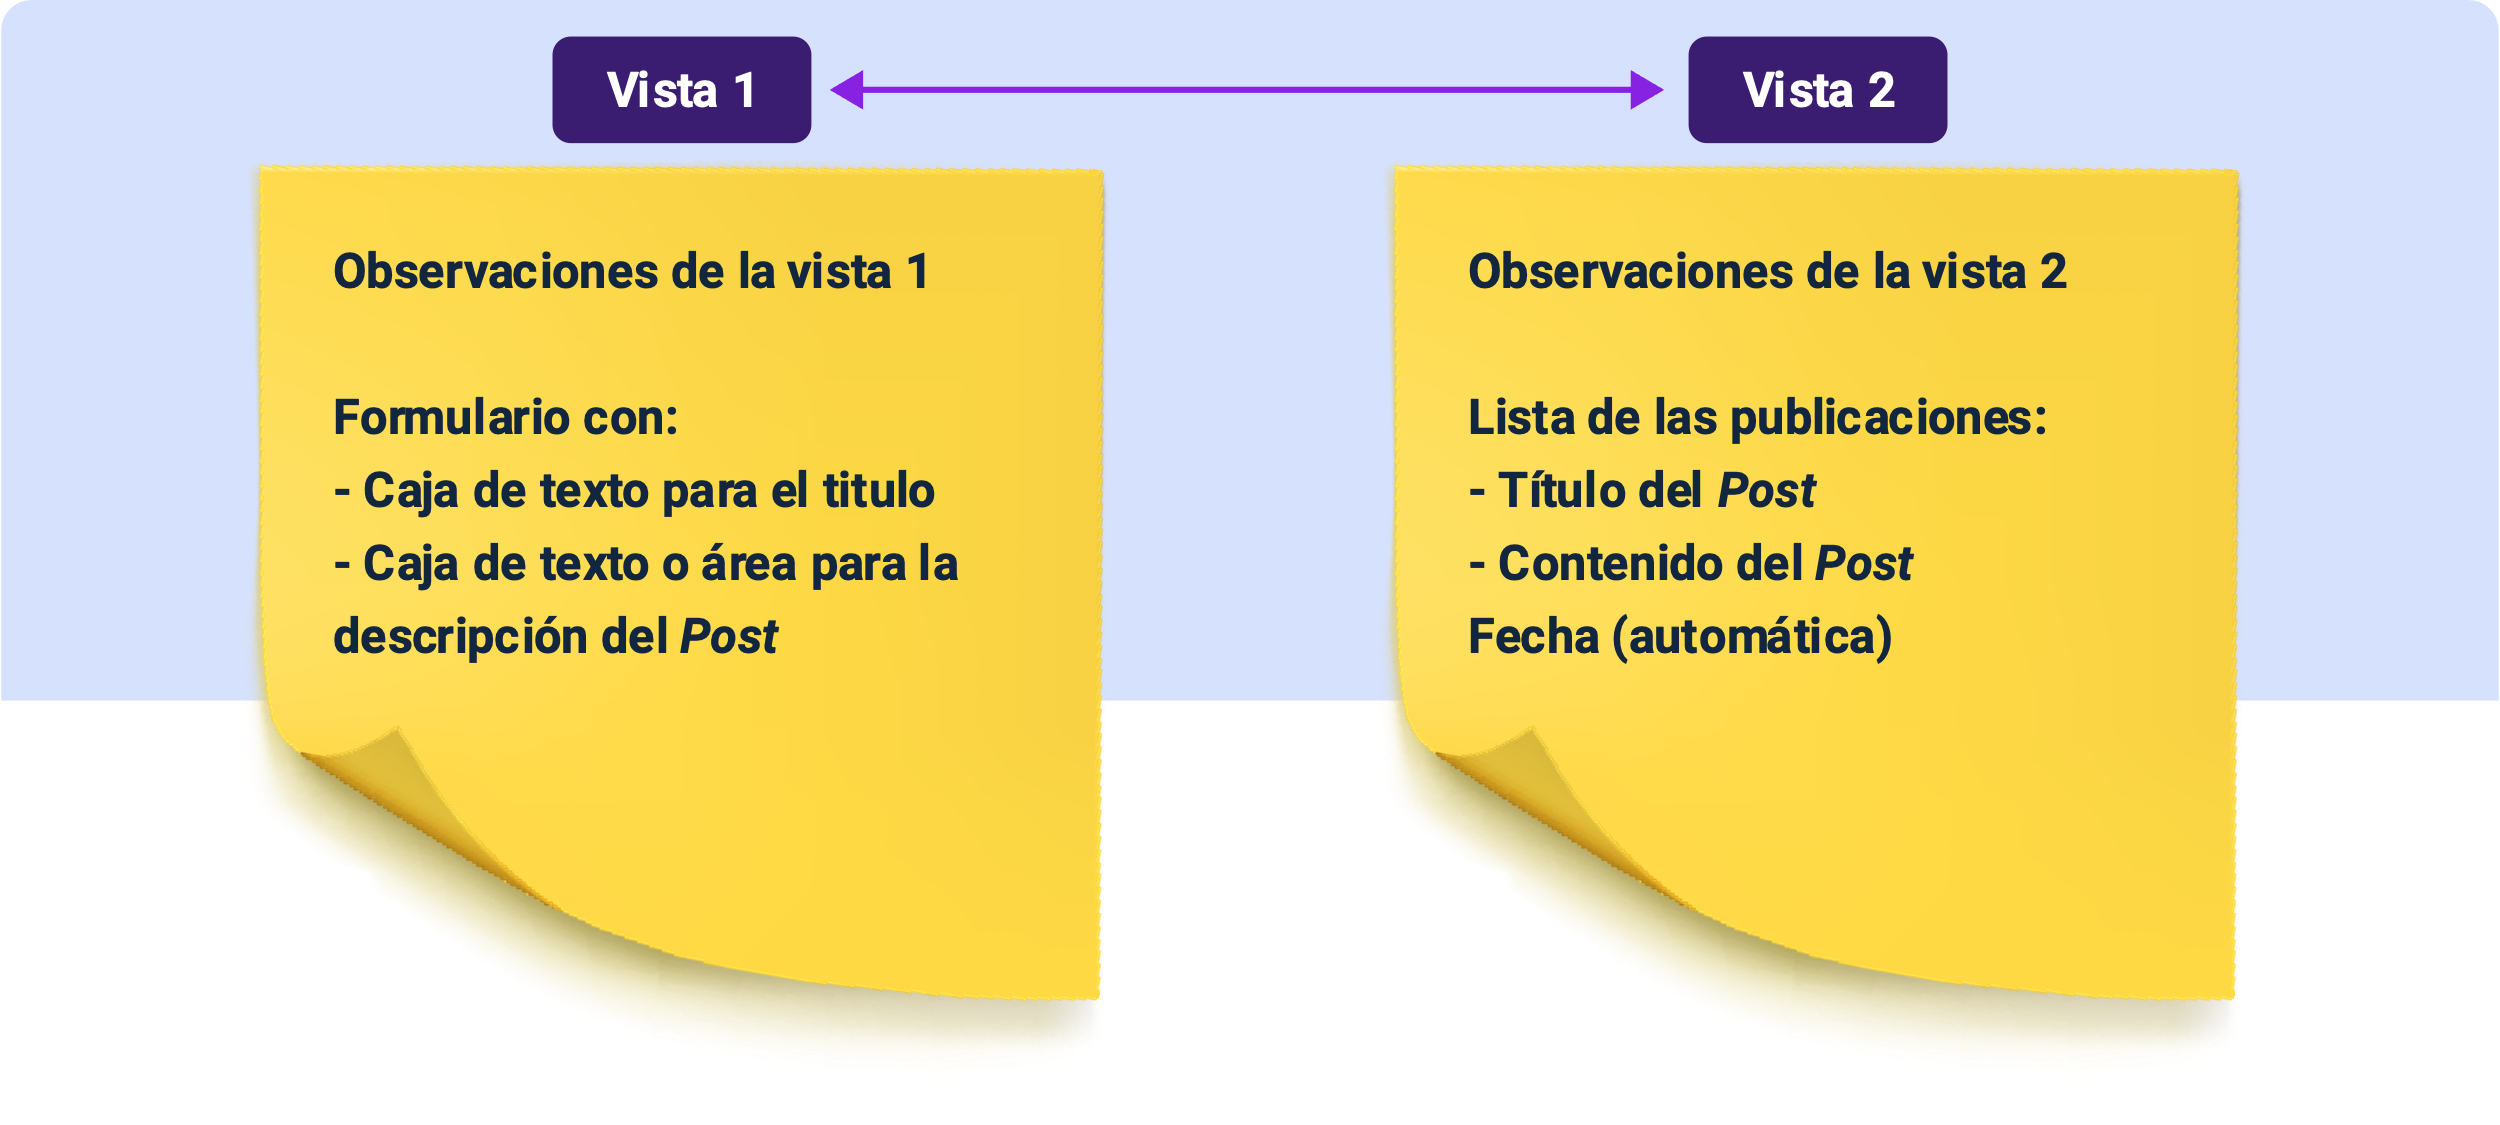 Vista 1
Vista 2
Observaciones de la vista 1
Formulario con:
- Caja de texto para el titulo
- Caja de texto o área para la
descripción del Post
Observaciones de la vista 2
Lista de las publicaciones:
- Título del Post
- Contenido del Post
Fecha (automática)